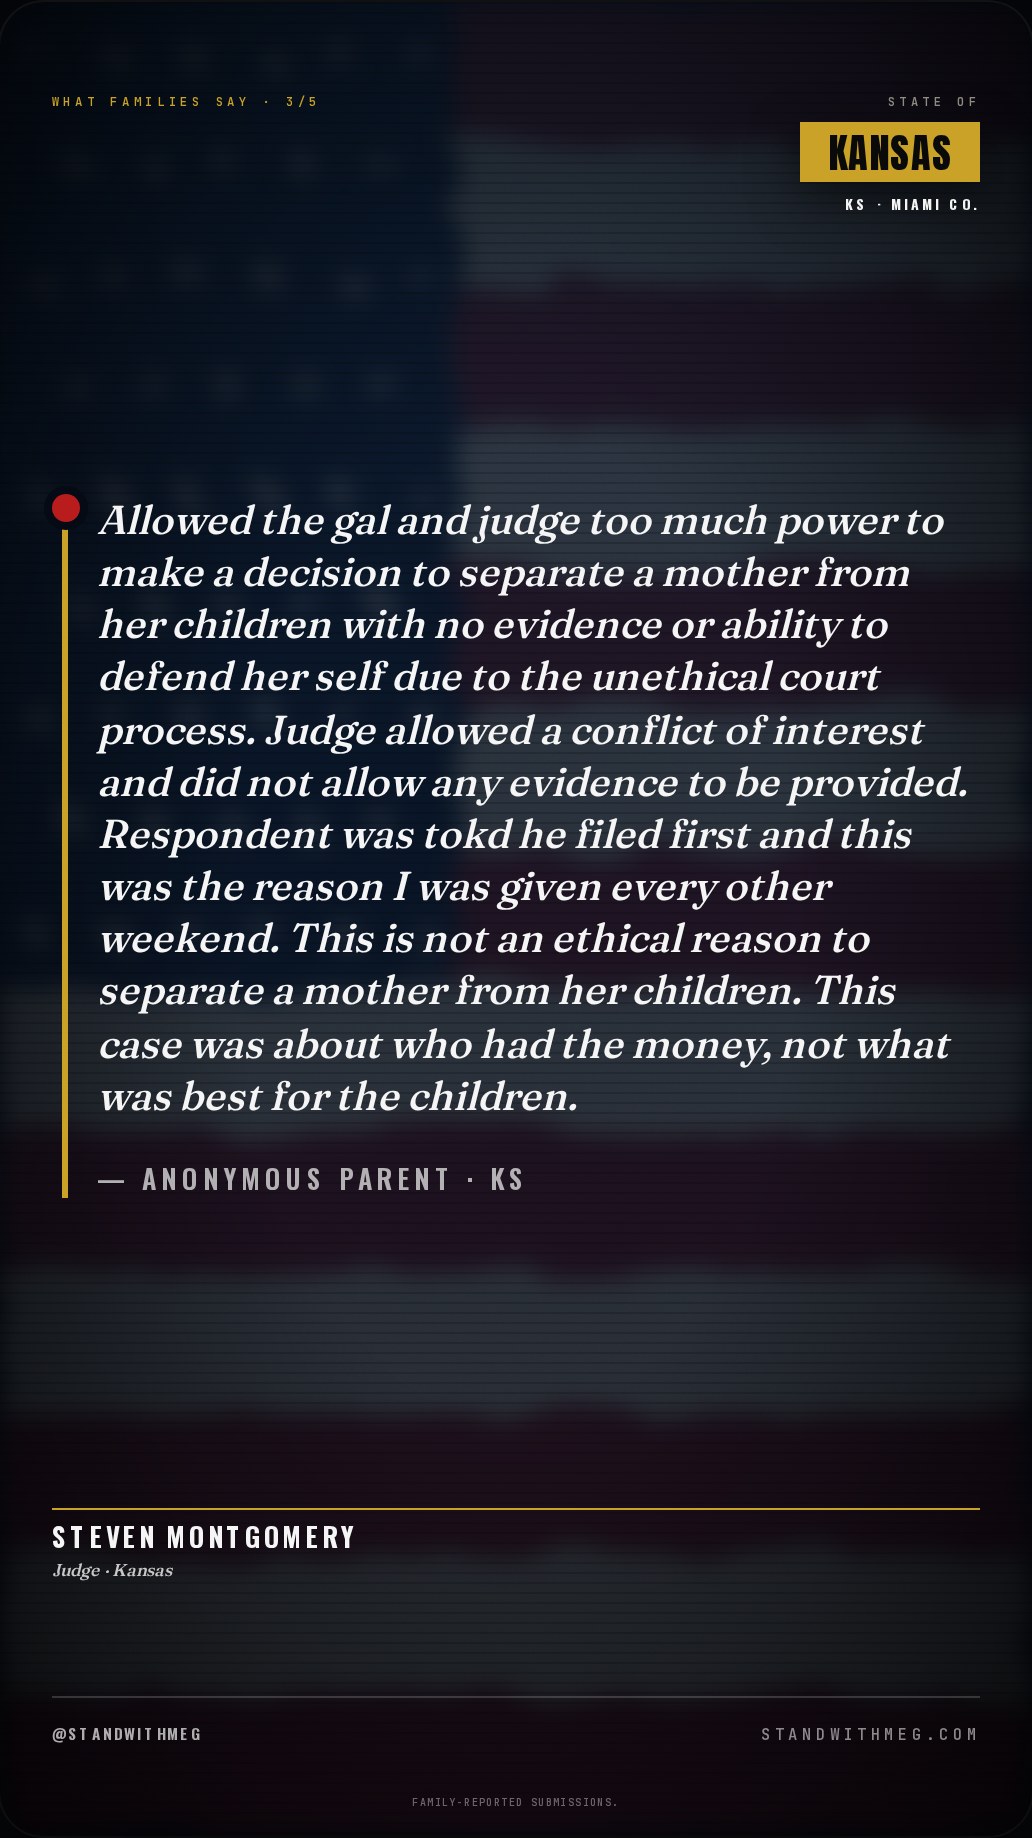 WHAT FAMILIES SAY · 3/5
STATE OF
KANSAS
KS · MIAMI CO.
Allowed the gal and judge too much power to
make a decision to separate a mother from
her children with no evidence or ability to
defend her self due to the unethical court
process. Judge allowed a conflict of interest
and did not allow any evidence to be provided.
Respondent was tokd he filed first and this
was the reason I was given every other
weekend. This is not an ethical reason to
separate a mother from her children. This
case was about who had the money, not what
was best for the children.
— ANONYMOUS PARENT · KS
STEVEN MONTGOMERY
Judge · Kansas
@STANDWITHMEG
STANDWITHMEG.COM
FAMILY-REPORTED SUBMISSIONS.